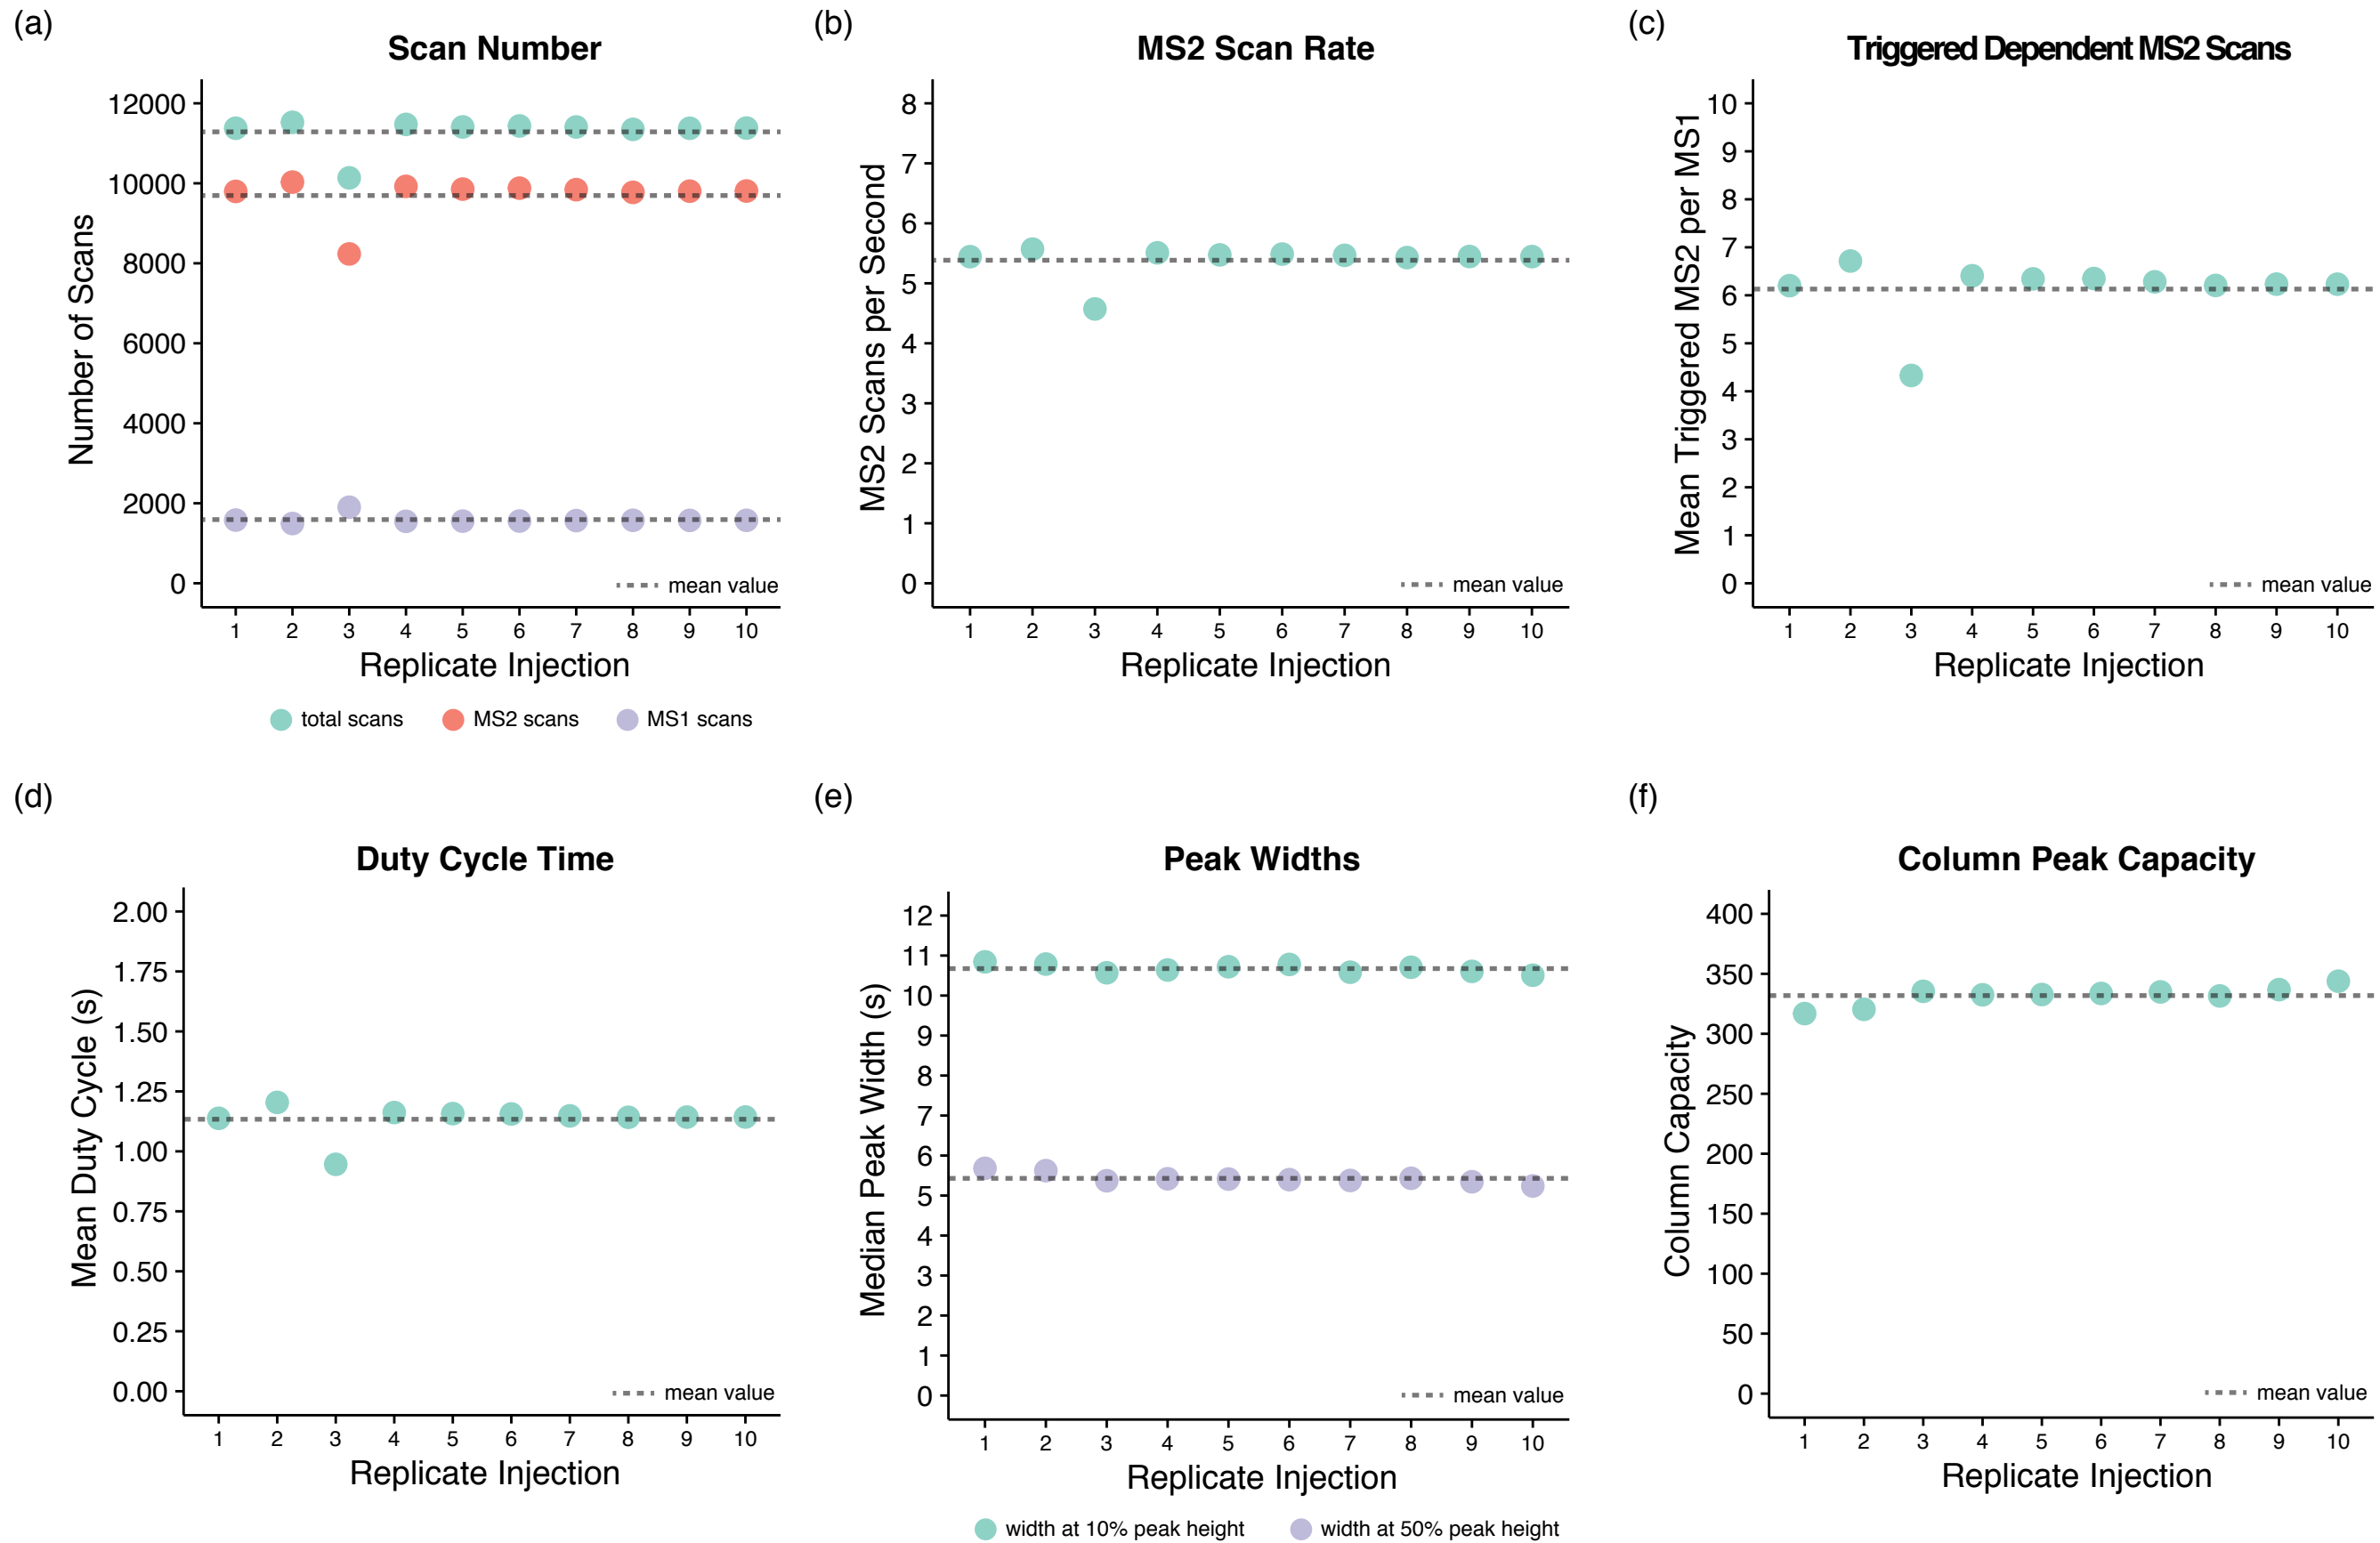 (a)
Scan Number
Number of Scans
12000
10000
8000
6000
4000
2000
0
mean value
1 2 3 4 5 6 7 8 9 10
Replicate Injection
total scans MS2 scans MS1 scans
(b)
MS2 Scan Rate
MS2 Scans per Second
8
7
6
5
4
3
2
1
0
mean value
1 2 3 4 5 6 7 8 9 10
Replicate Injection
(c)
Triggered Dependent MS2 Scans
Mean Triggered MS2 per MS1
10
9
8
7
6
5
4
3
2
1
0
mean value
1 2 3 4 5 6 7 8 9 10
Replicate Injection
(d)
Duty Cycle Time
Mean Duty Cycle (s)
2.00
1.75
1.50
1.25
1.00
0.75
0.50
0.25
0.00
mean value
1 2 3 4 5 6 7 8 9 10
Replicate Injection
(e)
Peak Widths
Median Peak Width (s)
12
11
10
9
8
7
6
5
4
3
2
1
0
mean value
1 2 3 4 5 6 7 8 9 10
Replicate Injection
width at 10% peak height width at 50% peak height
(f)
Column Peak Capacity
Column Capacity
400
350
300
250
200
150
100
50
0
mean value
1 2 3 4 5 6 7 8 9 10
Replicate Injection